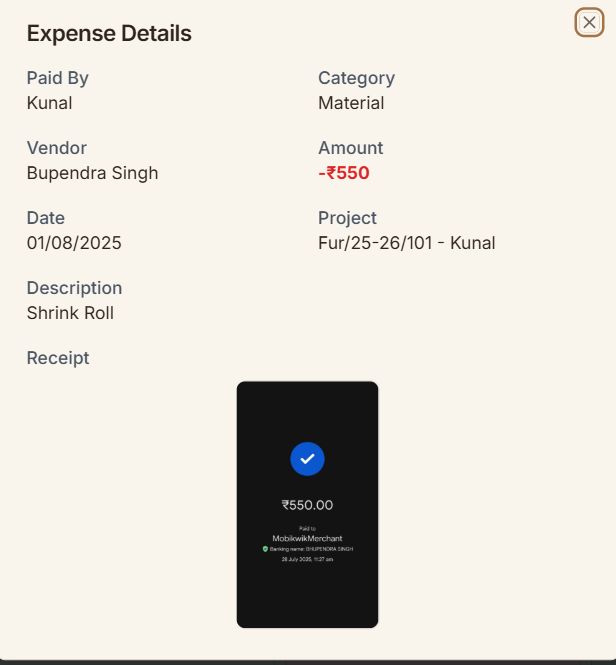 Expense Details
Paid By
Kunal
Category
Material
Vendor
Bupendra Singh
Amount
-₹550
Date
01/08/2025
Project
Fur/25-26/101 - Kunal
Description
Shrink Roll
Receipt
₹550.00
Paid to
MobikwikMerchant
Banking name: BHUPENDRA SINGH
28 July 2025, 11:27 am